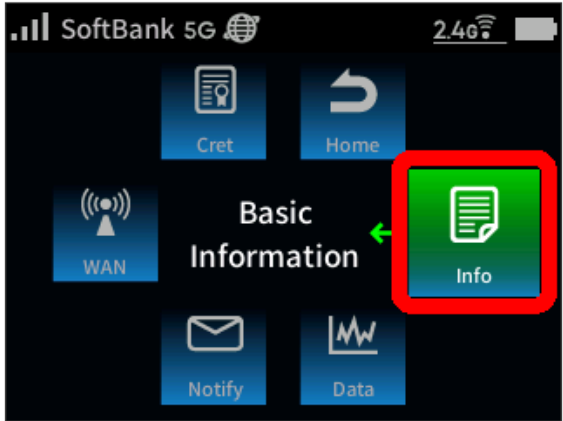 SoftBank 5G 2.4G
Cret Home
WAN
Basic
Information
Info
Notify Data